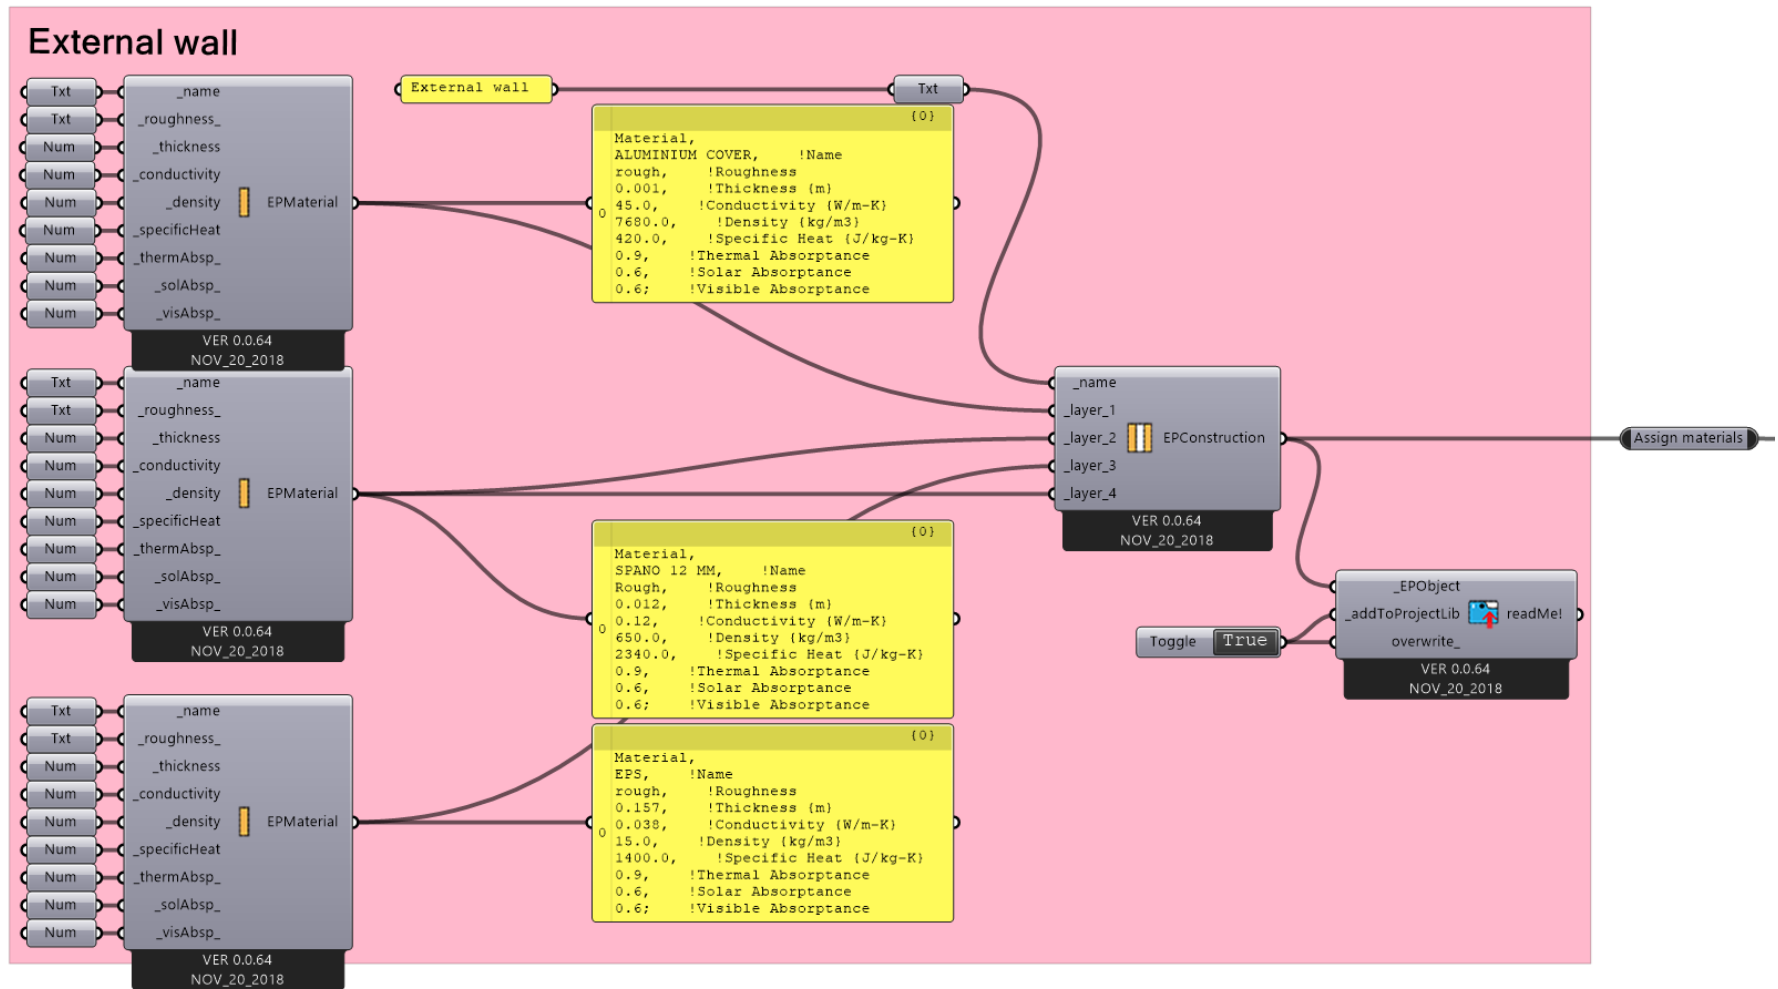 External wall
Txt
Txt
Num
Num
Num
Num
Num
Num
Num
_name
_roughness_
_thickness
_conductivity
_density
_specificHeat
_thermAbsp_
_solAbsp_
_visAbsp_
EPMaterial
VER 0.0.64
NOV_20_2018
External wall
Txt
{0}
0
Material,
ALUMINIUM COVER, !Name
rough, !Roughness
0.001, !Thickness {m}
45.0, !Conductivity {W/m-K}
7680.0, !Density {kg/m3}
420.0, !Specific Heat {J/kg-K}
0.9, !Thermal Absorptance
0.6, !Solar Absorptance
0.6; !Visible Absorptance
Txt
Txt
Num
Num
Num
Num
Num
Num
Num
_name
_roughness_
_thickness
_conductivity
_density
_specificHeat
_thermAbsp_
_solAbsp_
_visAbsp_
EPMaterial
VER 0.0.64
NOV_20_2018
{0}
0
Material,
SPANO 12 MM, !Name
Rough, !Roughness
0.012, !Thickness {m}
0.12, !Conductivity {W/m-K}
650.0, !Density {kg/m3}
2340.0, !Specific Heat {J/kg-K}
0.9, !Thermal Absorptance
0.6, !Solar Absorptance
0.6; !Visible Absorptance
Txt
Txt
Num
Num
Num
Num
Num
Num
Num
_name
_roughness_
_thickness
_conductivity
_density
_specificHeat
_thermAbsp_
_solAbsp_
_visAbsp_
EPMaterial
VER 0.0.64
NOV_20_2018
{0}
0
Material,
EPS, !Name
rough, !Roughness
0.157, !Thickness {m}
0.038, !Conductivity {W/m-K}
15.0, !Density {kg/m3}
1400.0, !Specific Heat {J/kg-K}
0.9, !Thermal Absorptance
0.6, !Solar Absorptance
0.6; !Visible Absorptance
_name
_layer_1
_layer_2
_layer_3
_layer_4
EPConstruction
VER 0.0.64
NOV_20_2018
Assign materials
Toggle True
_EPObject
_addToProjectLib
overwrite_
readMe!
VER 0.0.64
NOV_20_2018